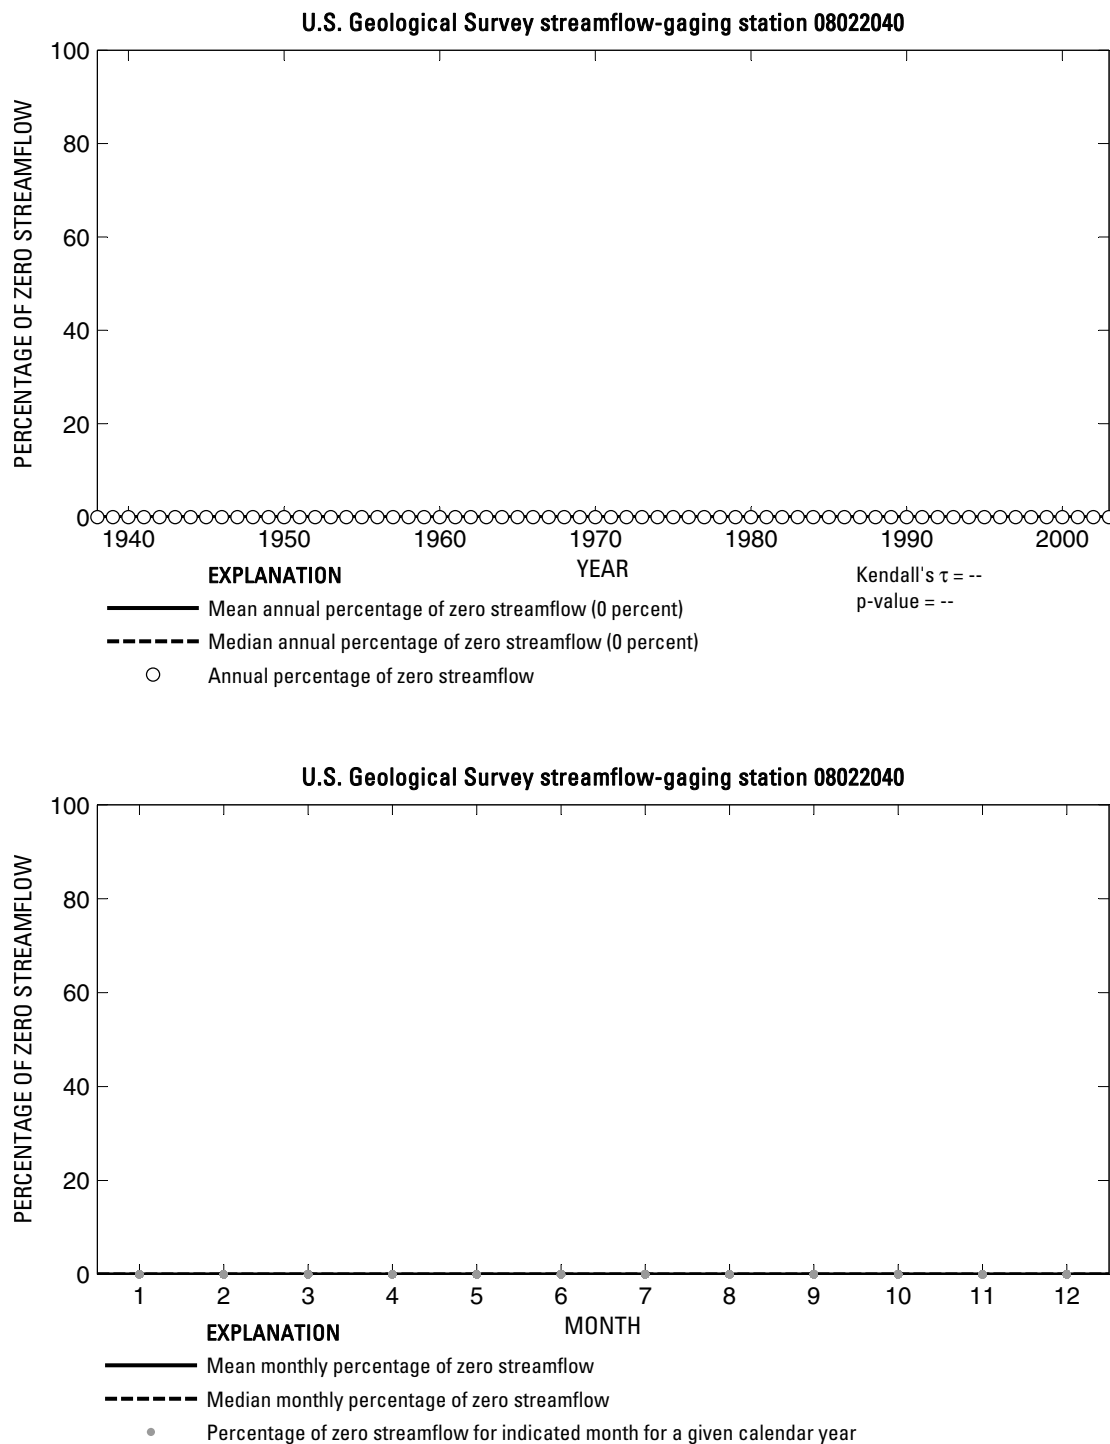 U.S. Geological Survey streamflow-gaging station 08022040
PERCENTAGE OF ZERO STREAMFLOW
100
80
60
40
20
0
1940 1950 1960 1970 1980 1990 2000
YEAR
EXPLANATION
Mean annual percentage of zero streamflow (0 percent)
Median annual percentage of zero streamflow (0 percent)
Annual percentage of zero streamflow
Kendall's τ = --
p-value = --
U.S. Geological Survey streamflow-gaging station 08022040
PERCENTAGE OF ZERO STREAMFLOW
100
80
60
40
20
0
1 2 3 4 5 6 7 8 9 10 11 12
MONTH
EXPLANATION
Mean monthly percentage of zero streamflow
Median monthly percentage of zero streamflow
Percentage of zero streamflow for indicated month for a given calendar year